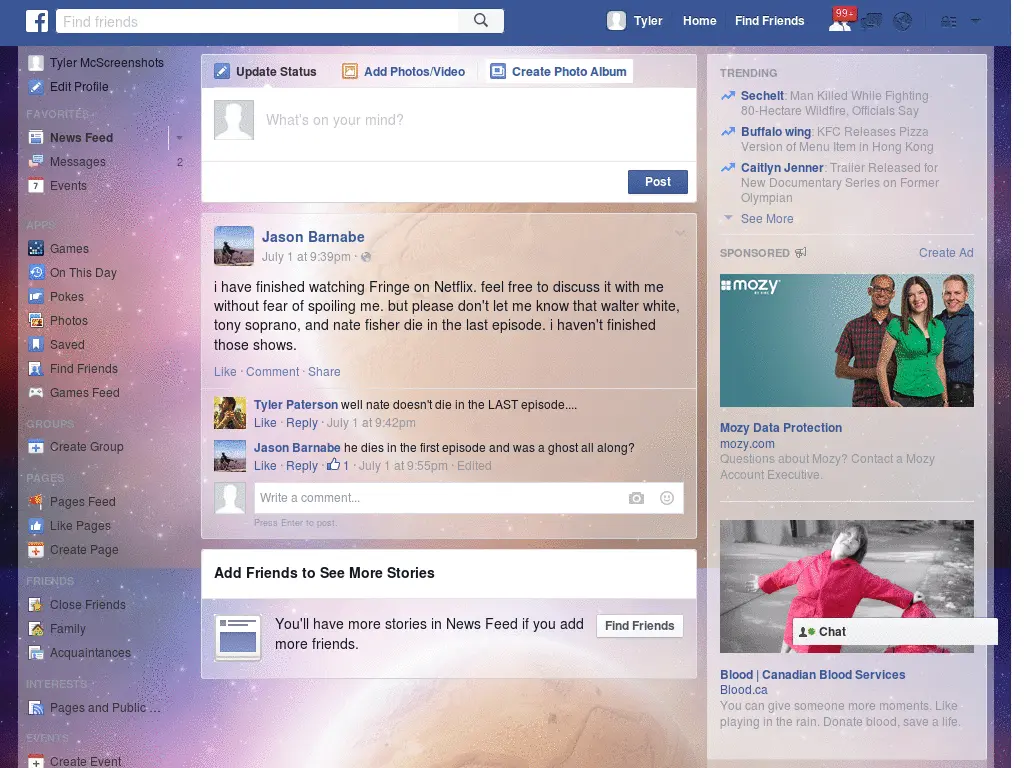 Find friends
Tyler
Home
Find Friends
99+
Tyler McScreenshots
Edit Profile
FAVORITES
News Feed
Messages
2
7
Events
APPS
Games
On This Day
Pokes
Photos
Saved
Find Friends
Games Feed
GROUPS
Create Group
PAGES
Pages Feed
Like Pages
Create Page
FRIENDS
Close Friends
Family
Acquaintances
INTERESTS
Pages and Public ...
EVENTS
Create Event
Update Status
Add Photos/Video
Create Photo Album
What's on your mind?
Post
Jason Barnabe
July 1 at 9:39pm ·
i have finished watching Fringe on Netflix. feel free to discuss it with me
without fear of spoiling me. but please don't let me know that walter white,
tony soprano, and nate fisher die in the last episode. i haven't finished
those shows.
Like · Comment · Share
Tyler Paterson well nate doesn't die in the LAST episode....
Like · Reply · July 1 at 9:42pm
Jason Barnabe he dies in the first episode and was a ghost all along?
Like · Reply · 1 · July 1 at 9:55pm · Edited
Write a comment...
Press Enter to post.
Add Friends to See More Stories
You'll have more stories in News Feed if you add
more friends.
Find Friends
TRENDING
Sechelt: Man Killed While Fighting
80-Hectare Wildfire, Officials Say
Buffalo wing: KFC Releases Pizza
Version of Menu Item in Hong Kong
Caitlyn Jenner: Trailer Released for
New Documentary Series on Former
Olympian
See More
SPONSORED
Create Ad
mozy
Mozy Data Protection
mozy.com
Questions about Mozy? Contact a Mozy
Account Executive.
Chat
Blood | Canadian Blood Services
Blood.ca
You can give someone more moments. Like
playing in the rain. Donate blood, save a life.